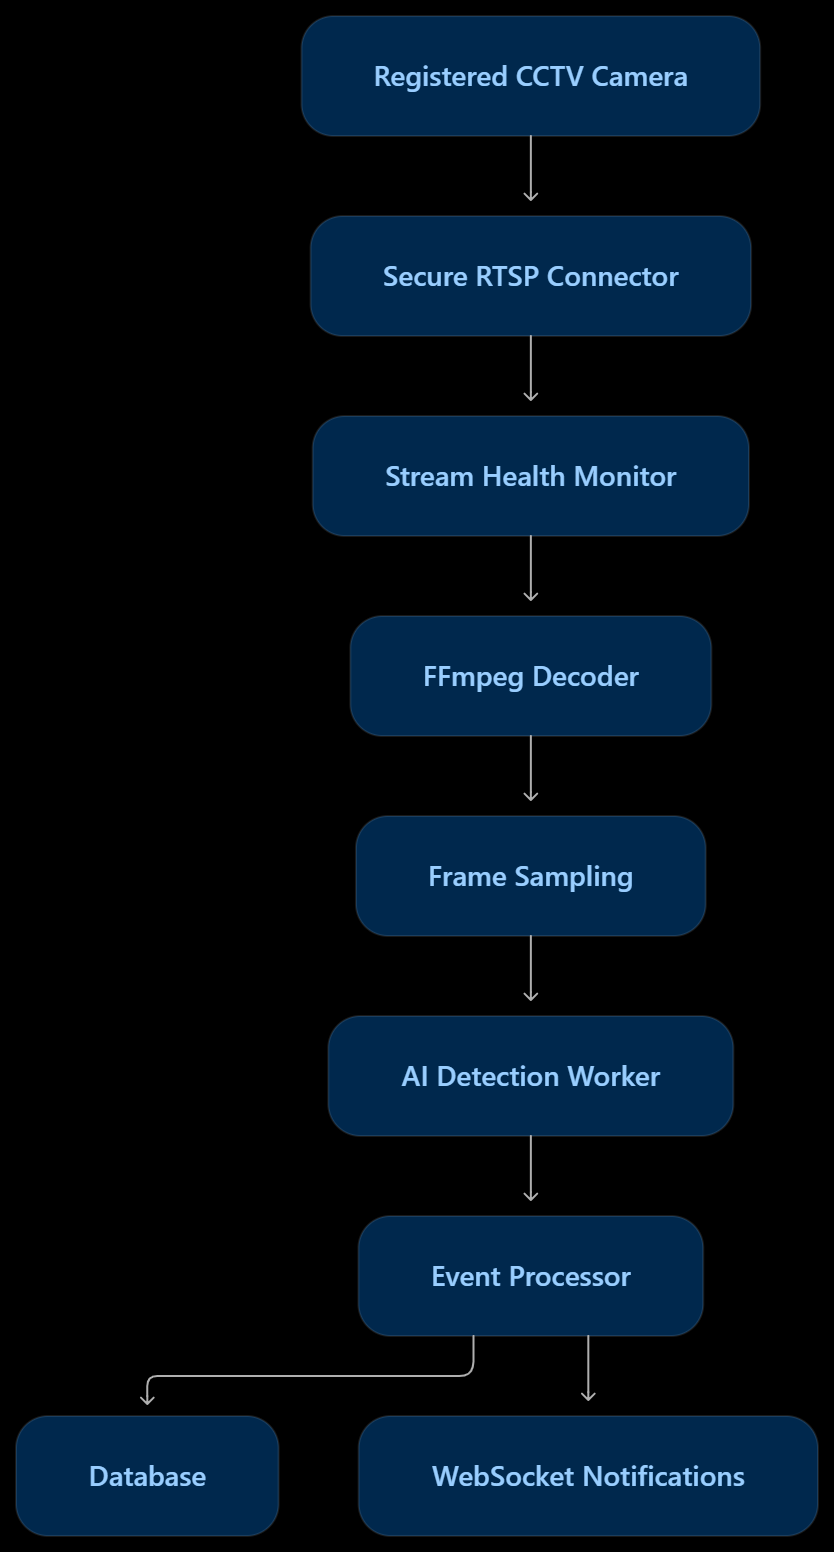 Registered CCTV Camera
Secure RTSP Connector
Stream Health Monitor
FFmpeg Decoder
Frame Sampling
AI Detection Worker
Event Processor
Database
WebSocket Notifications